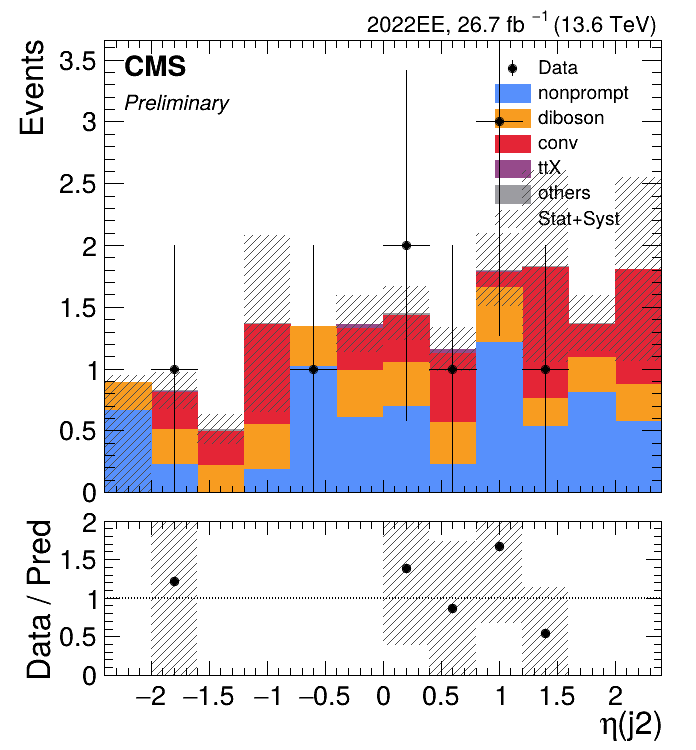 2022EE, 26.7 fb⁻¹ (13.6 TeV)
Events
CMS
Preliminary
Data
nonprompt
diboson
conv
ttX
others
Stat+Syst
3.5
3
2.5
2
1.5
1
0.5
0
Data / Pred
2
1.5
1
0.5
0
−2 −1.5 −1 −0.5 0 0.5 1 1.5 2
η(j2)